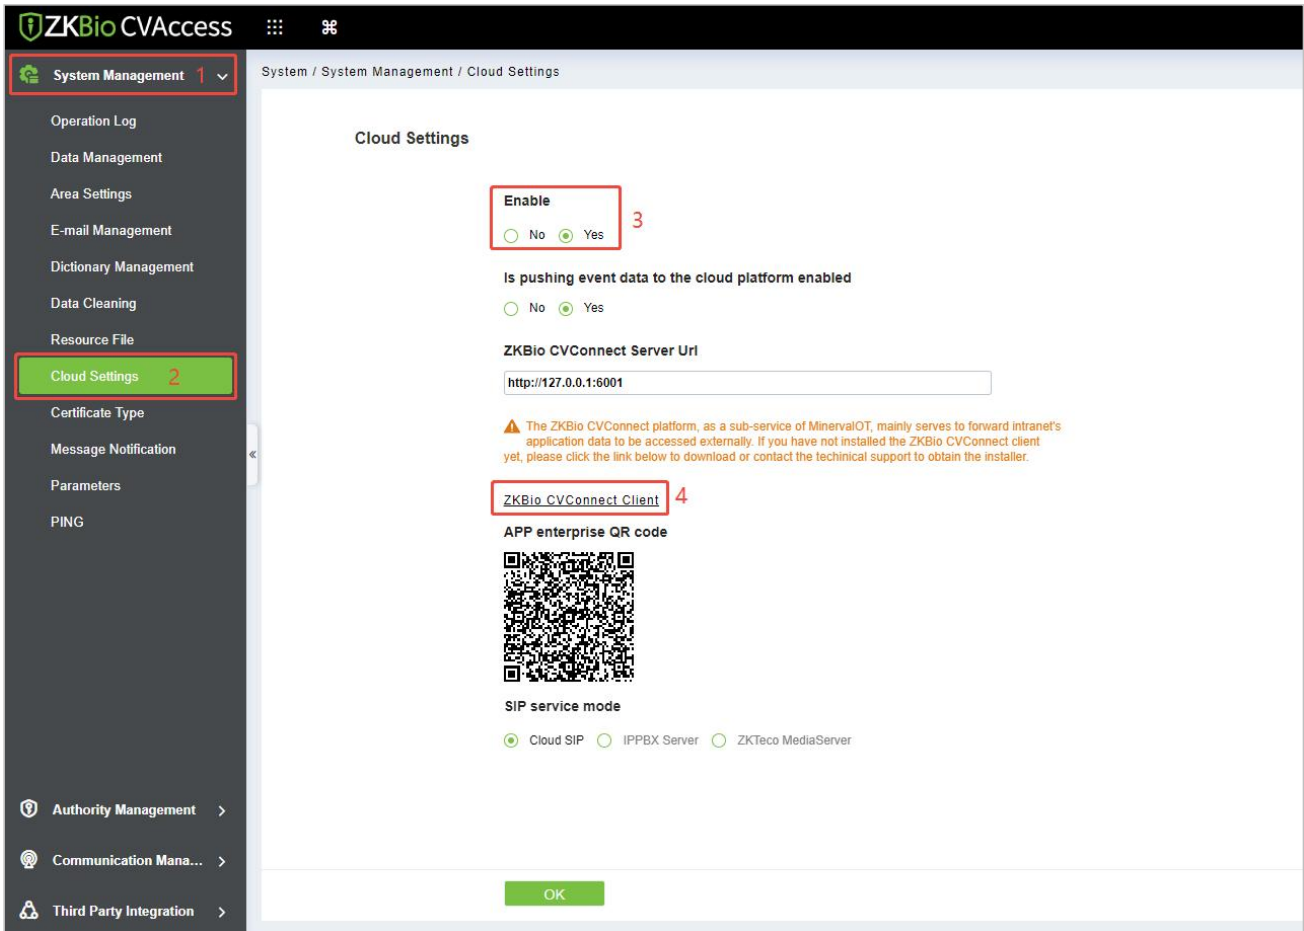 ZKBio CVAccess
System Management 1
Operation Log
Data Management
Area Settings
E-mail Management
Dictionary Management
Data Cleaning
Resource File
Cloud Settings 2
Certificate Type
Message Notification
Parameters
PING
Authority Management
Communication Mana...
Third Party Integration
System / System Management / Cloud Settings
Cloud Settings
Enable
No Yes
3
Is pushing event data to the cloud platform enabled
No Yes
ZKBio CVConnect Server Url
http://127.0.0.1:6001
The ZKBio CVConnect platform, as a sub-service of MinervaIOT, mainly serves to forward intranet's
application data to be accessed externally. If you have not installed the ZKBio CVConnect client
yet, please click the link below to download or contact the techinical support to obtain the installer.
ZKBio CVConnect Client 4
APP enterprise QR code
SIP service mode
Cloud SIP IPPBX Server ZKTeco MediaServer
OK